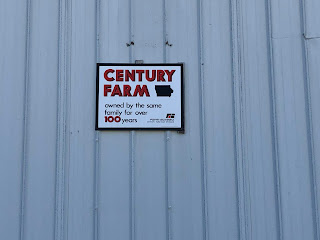 CENTURY
FARM
owned by the same
family for over
100 years